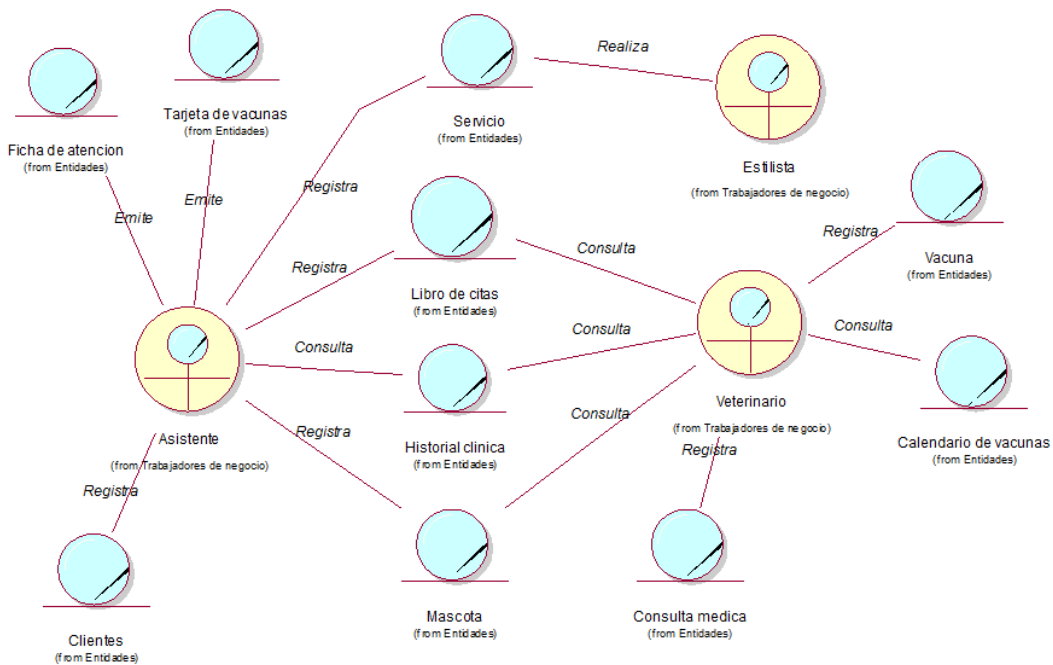 Realiza
Tarjeta de vacunas
(from Entidades)
Servicio
(from Entidades)
Ficha de atencion
(from Entidades)
Estilista
(from Trabajadores de negocio)
Emite
Emite
Registra
Registra
Consulta
Registra
Vacuna
(from Entidades)
Libro de citas
(from Entidades)
Consulta
Consulta
Veterinario
(from Trabajadores de negocio)
Registra
Consulta
Calendario de vacunas
(from Entidades)
Asistente
(from Trabajadores de negocio)
Registra
Registra
Historial clinica
(from Entidades)
Clientes
(from Entidades)
Mascota
(from Entidades)
Consulta medica
(from Entidades)